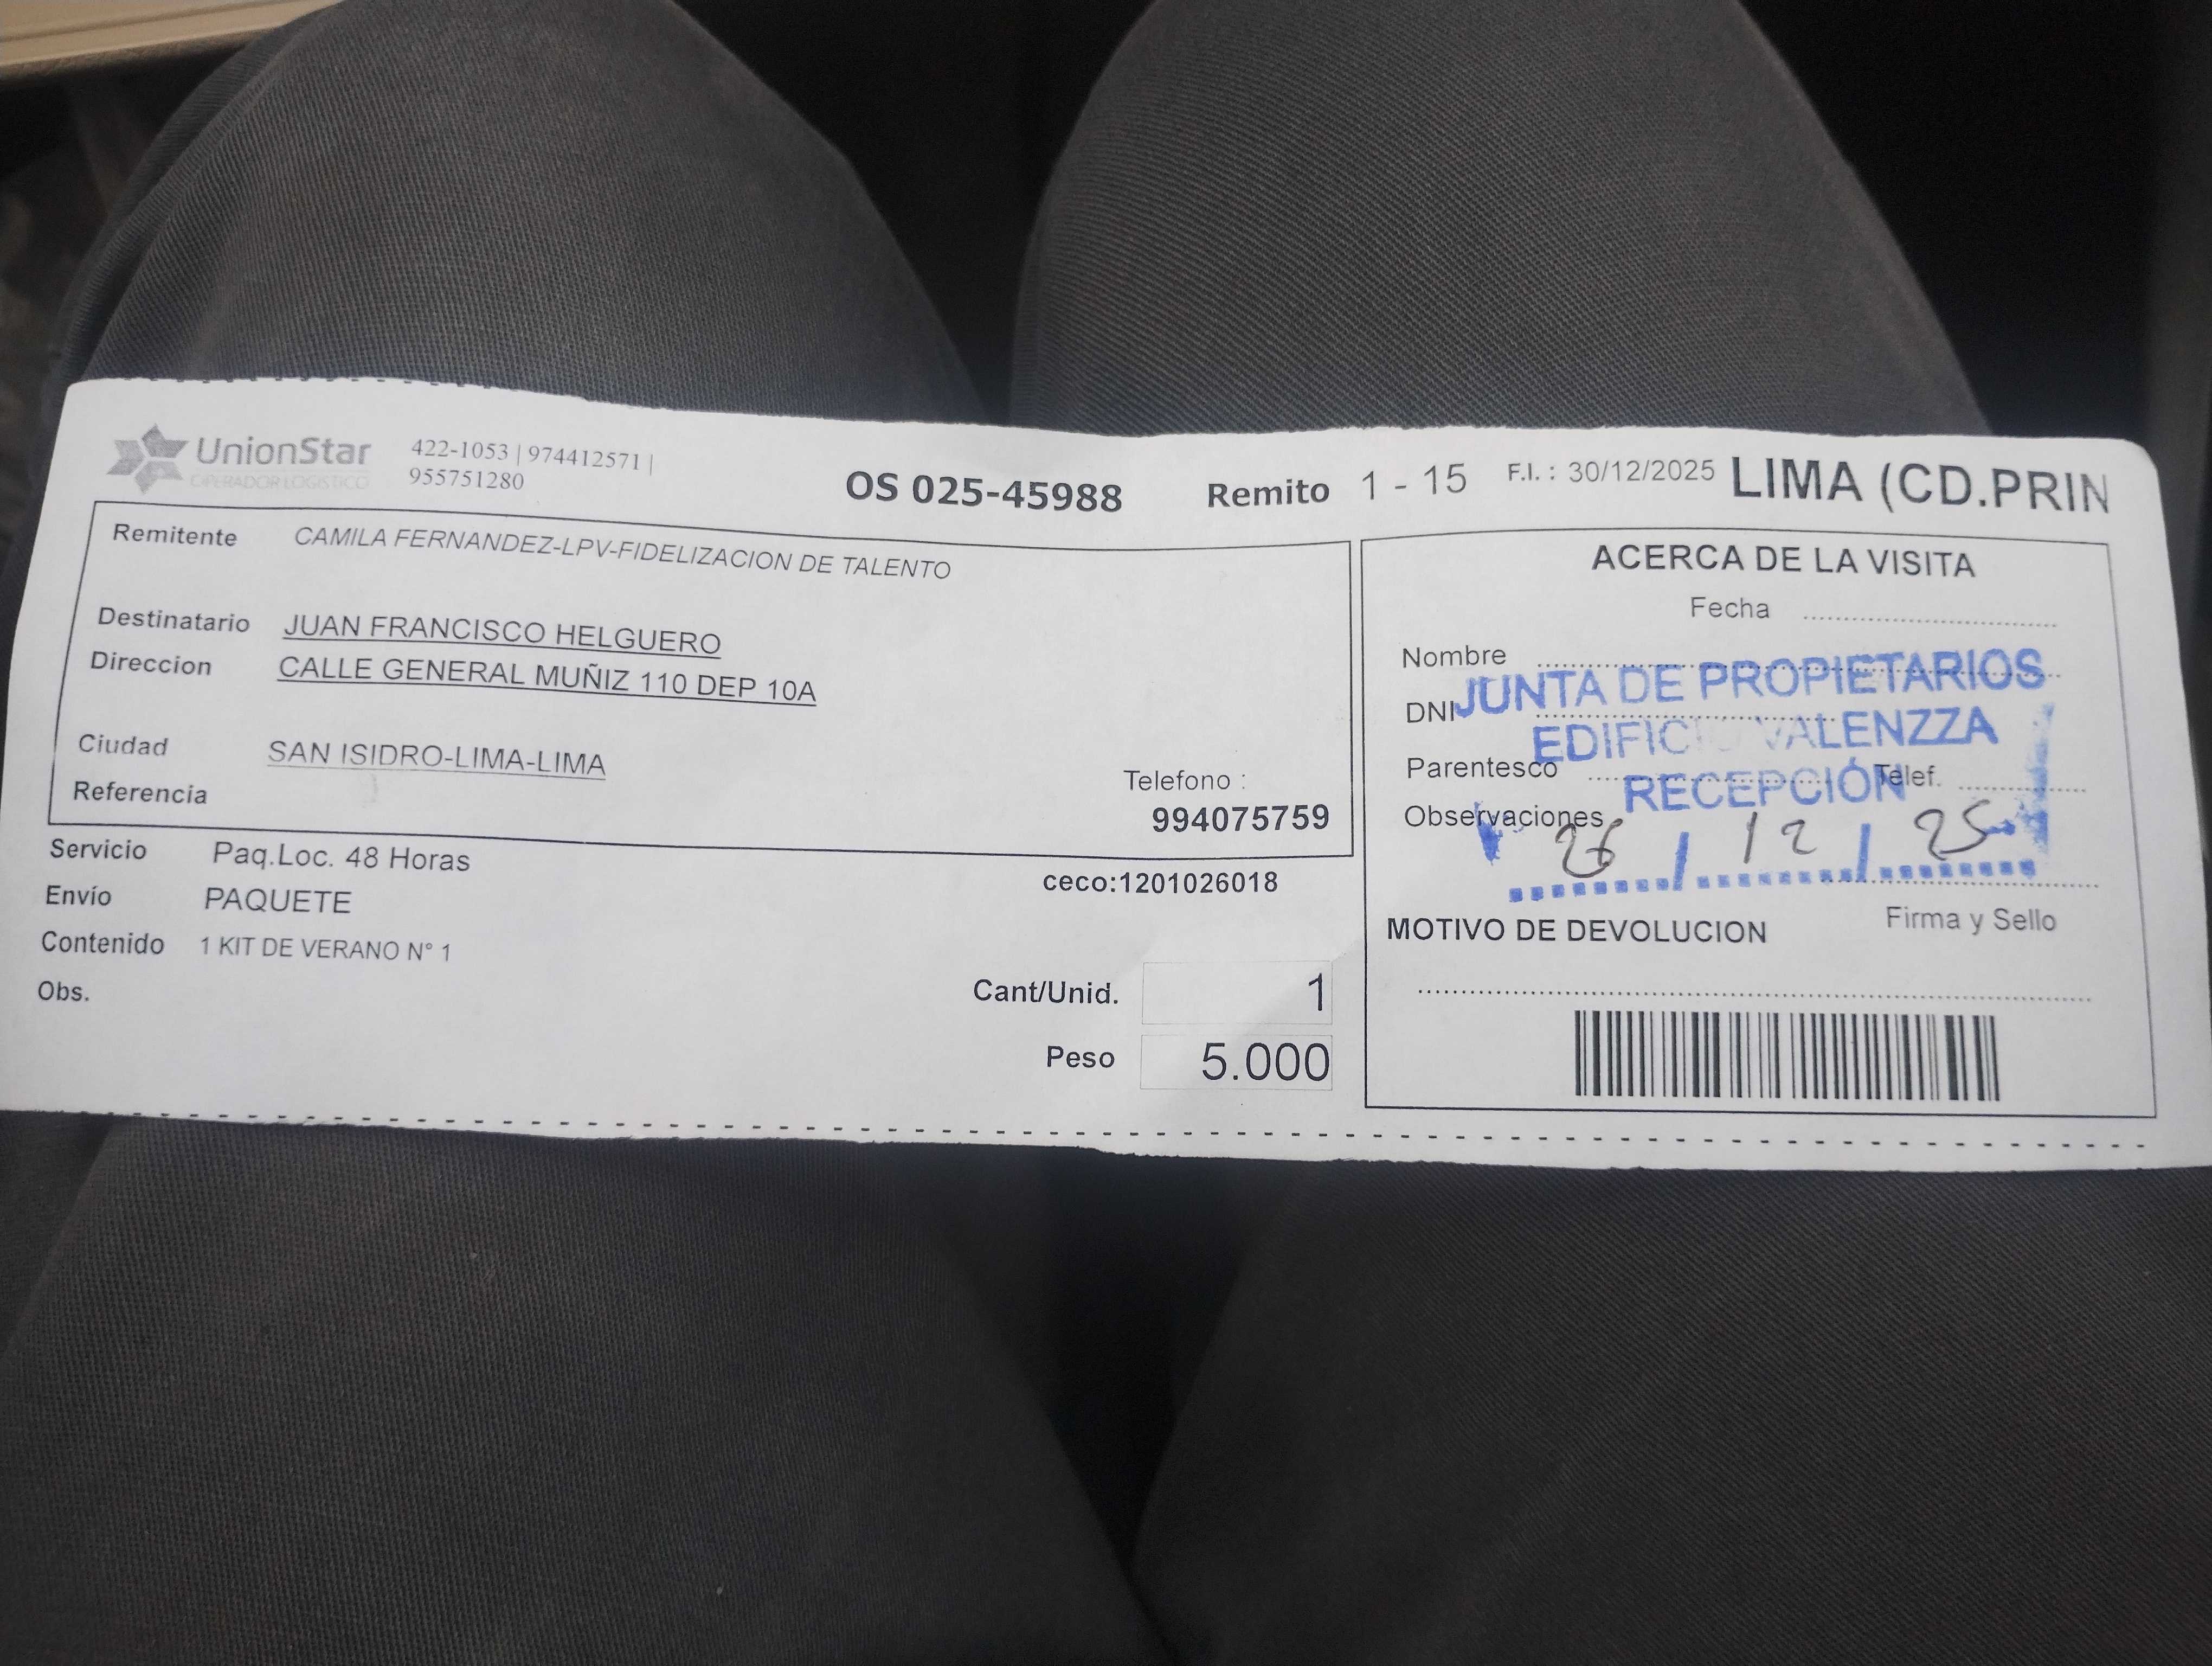 UnionStar
OPERADOR LOGISTICO
422-1053 | 974412571 |
955751280
OS 025-45988
Remito 1 - 15
F.I. : 30/12/2025
LIMA (CD.PRIN
Remitente CAMILA FERNANDEZ-LPV-FIDELIZACION DE TALENTO
Destinatario JUAN FRANCISCO HELGUERO
Direccion CALLE GENERAL MUÑIZ 110 DEP 10A
Ciudad SAN ISIDRO-LIMA-LIMA
Referencia
Telefono :
994075759
Servicio Paq.Loc. 48 Horas
ceco:1201026018
Envío PAQUETE
Contenido 1 KIT DE VERANO N° 1
Obs.
Cant/Unid. 1
Peso 5.000
ACERCA DE LA VISITA
Fecha
Nombre
JUNTA DE PROPIETARIOS
DNI
EDIFICIO VALENZZA
Parentesco
RECEPCIÓN
Telef.
Observaciones
26 / 12 / 25
Firma y Sello
MOTIVO DE DEVOLUCION